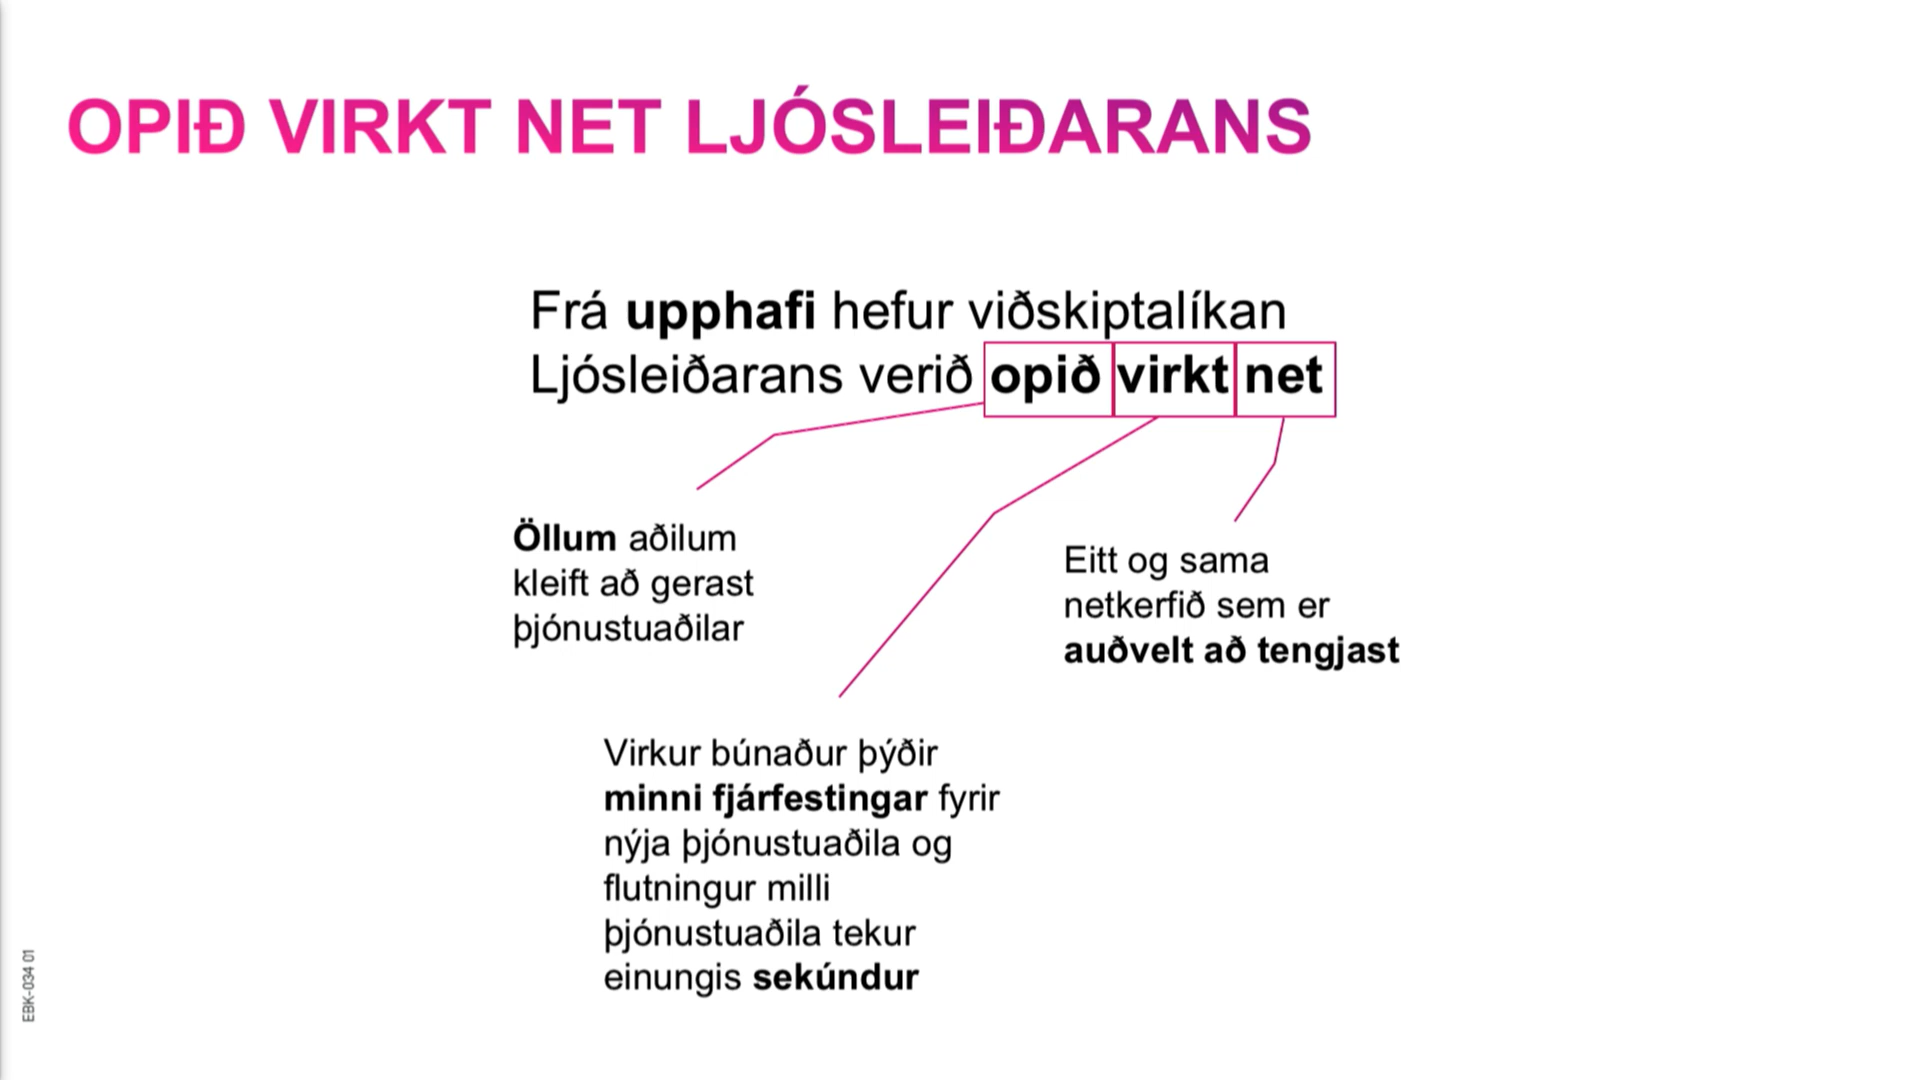 OPIÐ VIRKT NET LJÓSLEIÐARANS
Frá upphafi hefur viðskiptalíkan
Ljósleiðarans verið opið virkt net
Öllum aðilum
kleift að gerast
þjónustuaðilar
Eitt og sama
netkerfið sem er
auðvelt að tengjast
Virkur búnaður þýðir
minni fjárfestingar fyrir
nýja þjónustuaðila og
flutningur milli
þjónustuaðila tekur
einungis sekúndur
EBK-034 01